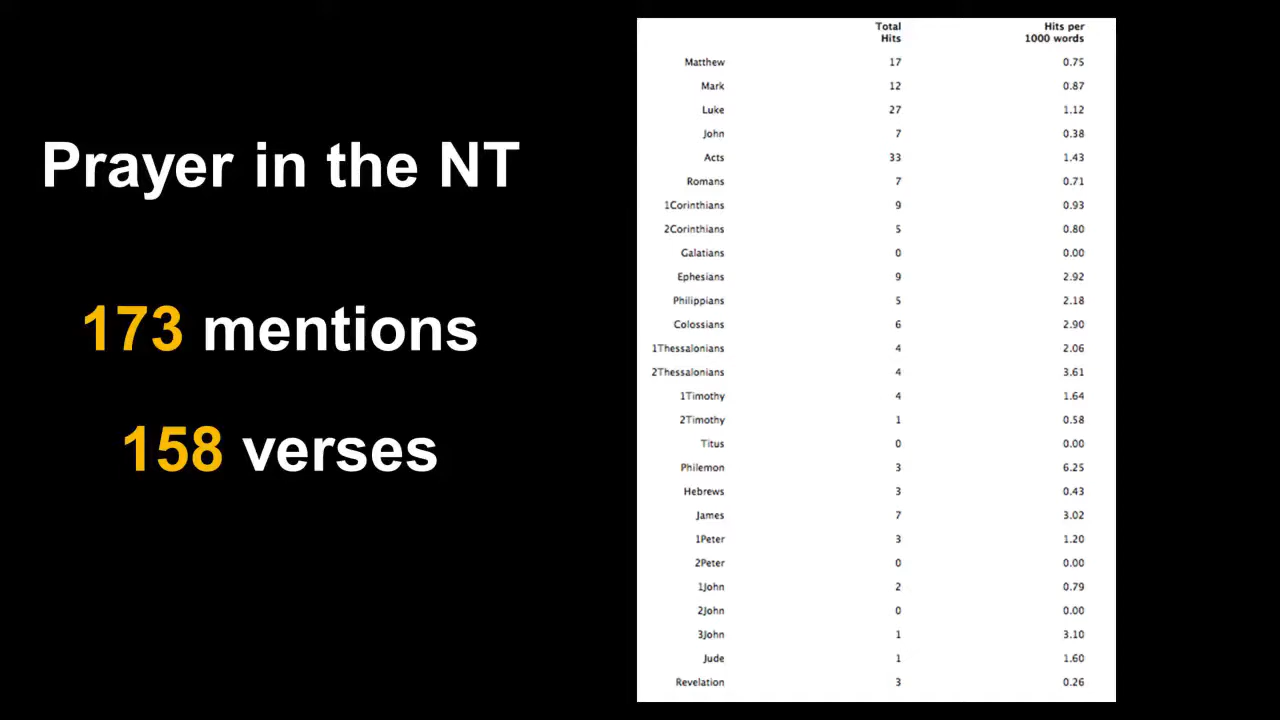 Prayer in the NT
173 mentions
158 verses
Total Hits per
Hits 1000 words
Matthew 17 0.75
Mark 12 0.87
Luke 27 1.12
John 7 0.38
Acts 33 1.43
Romans 7 0.71
1Corinthians 9 0.93
2Corinthians 5 0.80
Galatians 0 0.00
Ephesians 9 2.92
Philippians 5 2.18
Colossians 6 2.90
1Thessalonians 4 2.06
2Thessalonians 4 3.61
1Timothy 4 1.64
2Timothy 1 0.58
Titus 0 0.00
Philemon 3 6.25
Hebrews 3 0.43
James 7 3.02
1Peter 3 1.20
2Peter 0 0.00
1John 2 0.79
2John 0 0.00
3John 1 3.10
Jude 1 1.60
Revelation 3 0.26